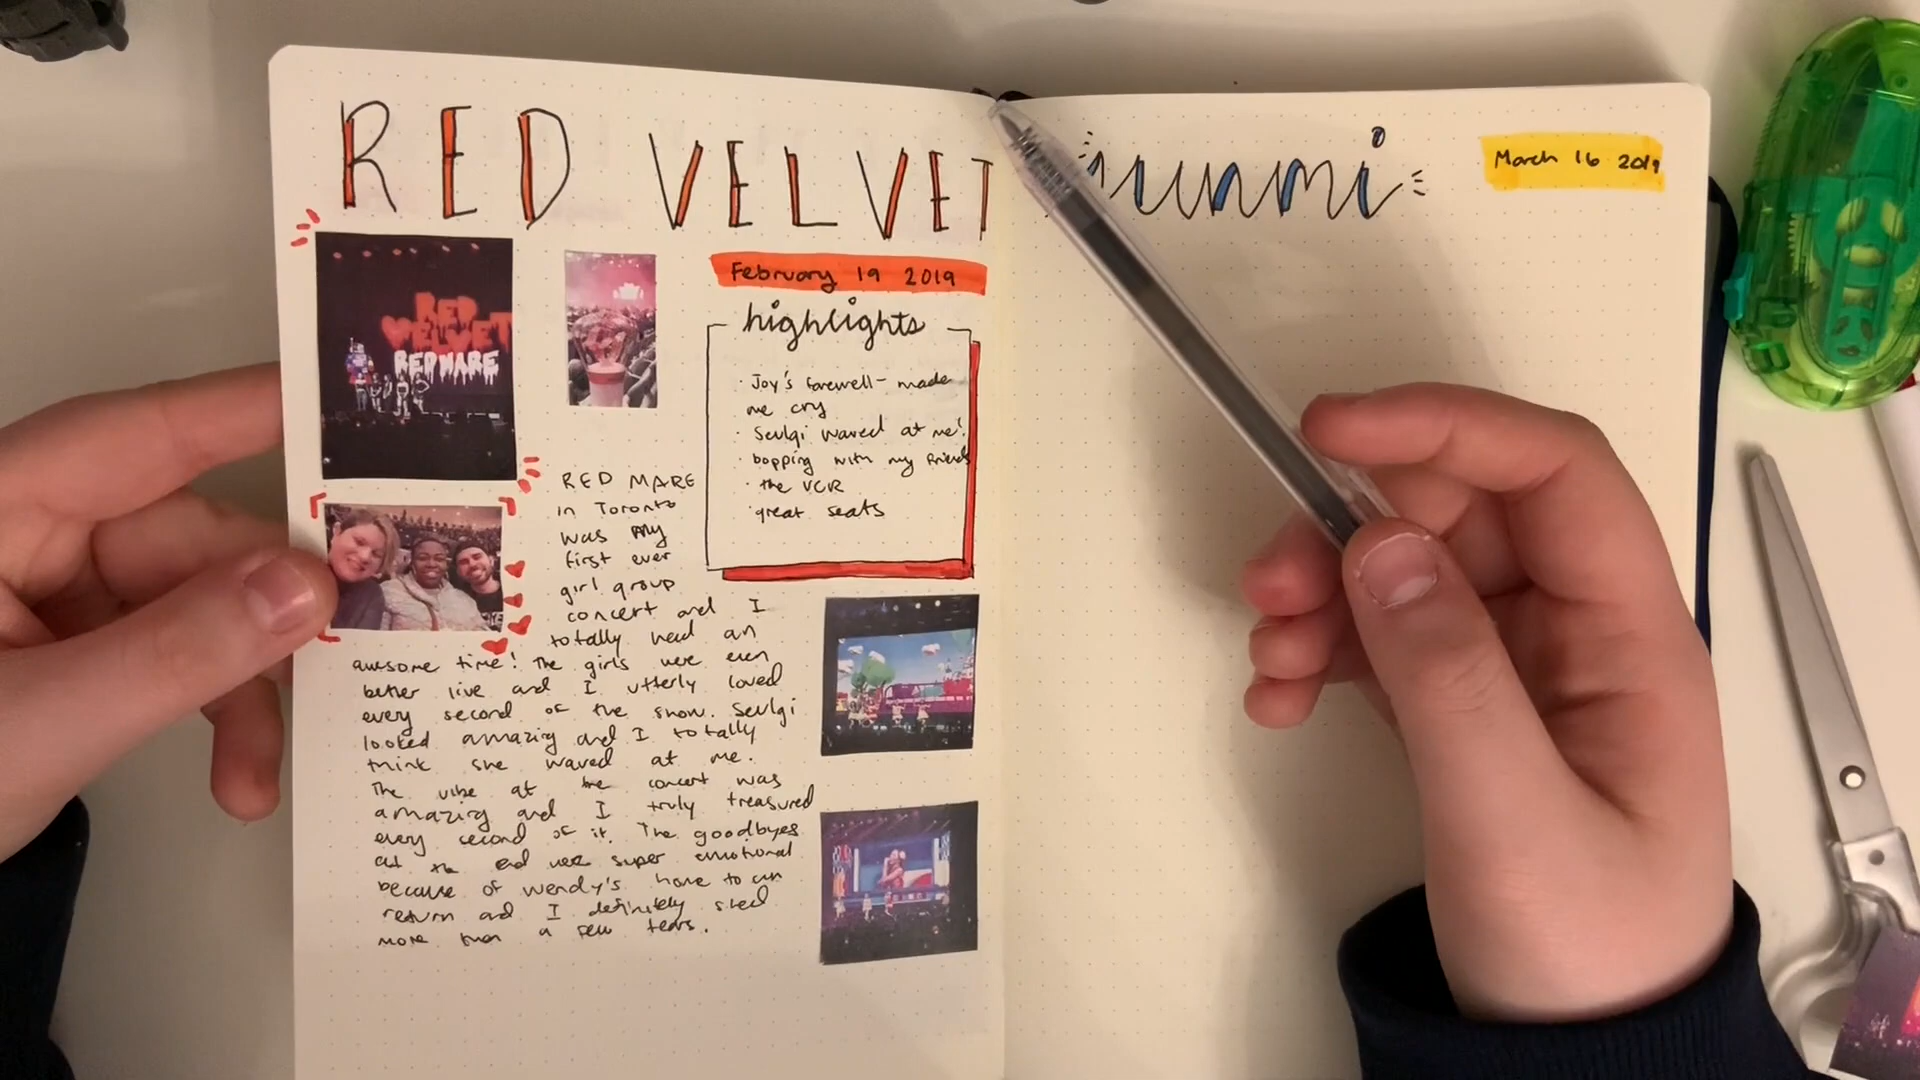 RED VELVET
RED
VELVET
REDMARE
February 19 2019
highlights
· Joy's farewell - made
me cry
· Seulgi waved at me!
· bopping with my friends
· the VCR
· great seats
RED MARE
in Toronto
was my
first ever
girl group
concert and I
totally had an
awesome time! The girls were even
better live and I utterly loved
every second of the show. Seulgi
looked amazing and I totally
think she waved at me.
The vibe at the concert was
amazing and I truly treasured
every second of it. The goodbyes
at the end were super emotional
because of wendy's home to
return and I definitely shed
more than a few tears.
March 16 2019